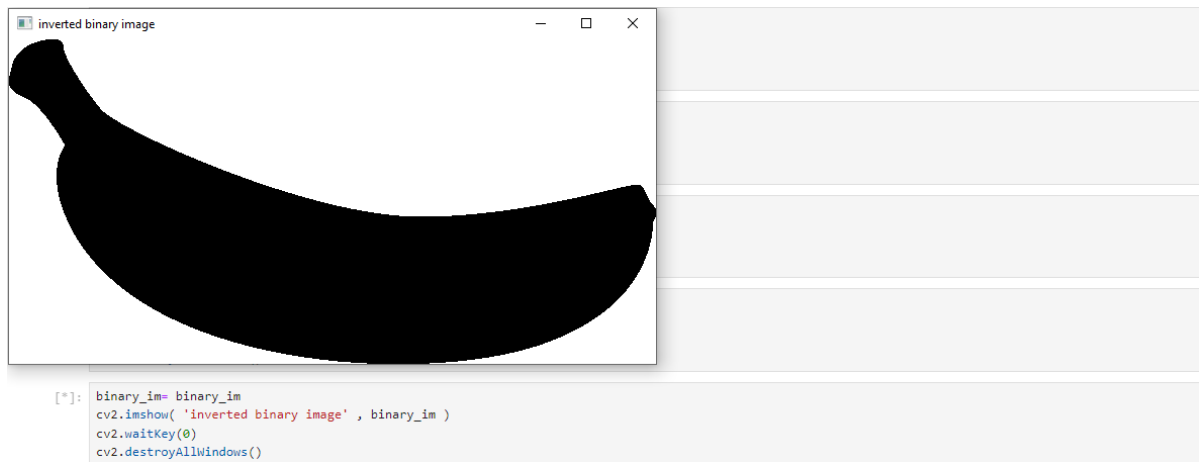 inverted binary image
[*]:
binary_im= binary_im
cv2.imshow( 'inverted binary image' , binary_im )
cv2.waitKey(0)
cv2.destroyAllWindows()